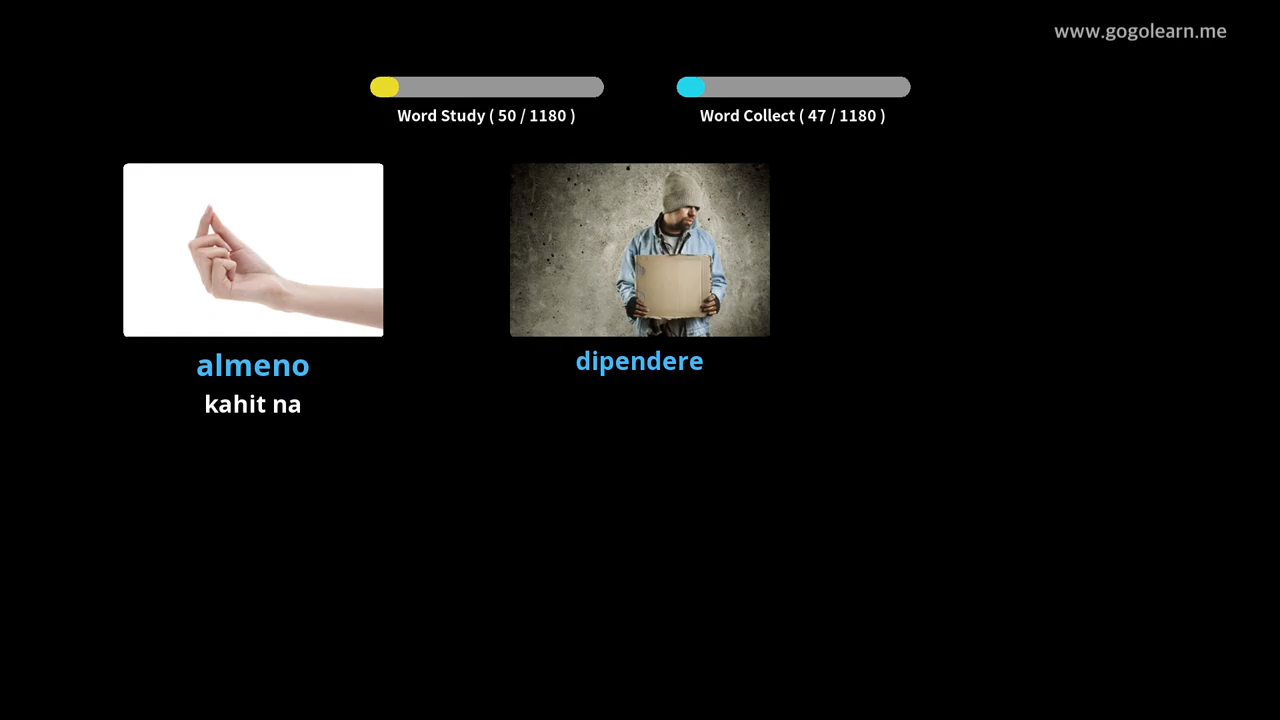 www.gogolearn.me
Word Study ( 50 / 1180 )
Word Collect ( 47 / 1180 )
almeno
kahit na
dipendere